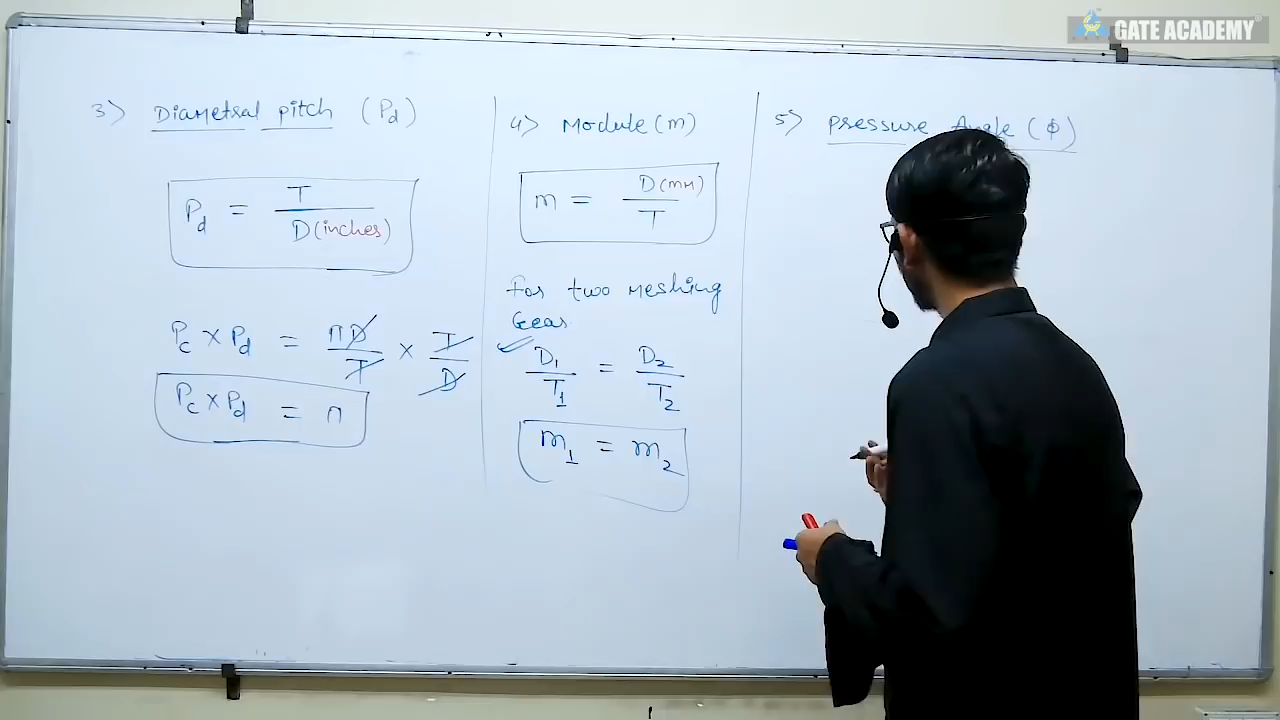 GATE ACADEMY
3) Diametral pitch (Pd)
Pd = T / D(inches)
Pc × Pd = πD / T × T / D
Pc × Pd = π
4) Module (m)
m = D(mm) / T
for two meshing
Gear
D1 / T1 = D2 / T2
m1 = m2
5) Pressure Angle (ϕ)